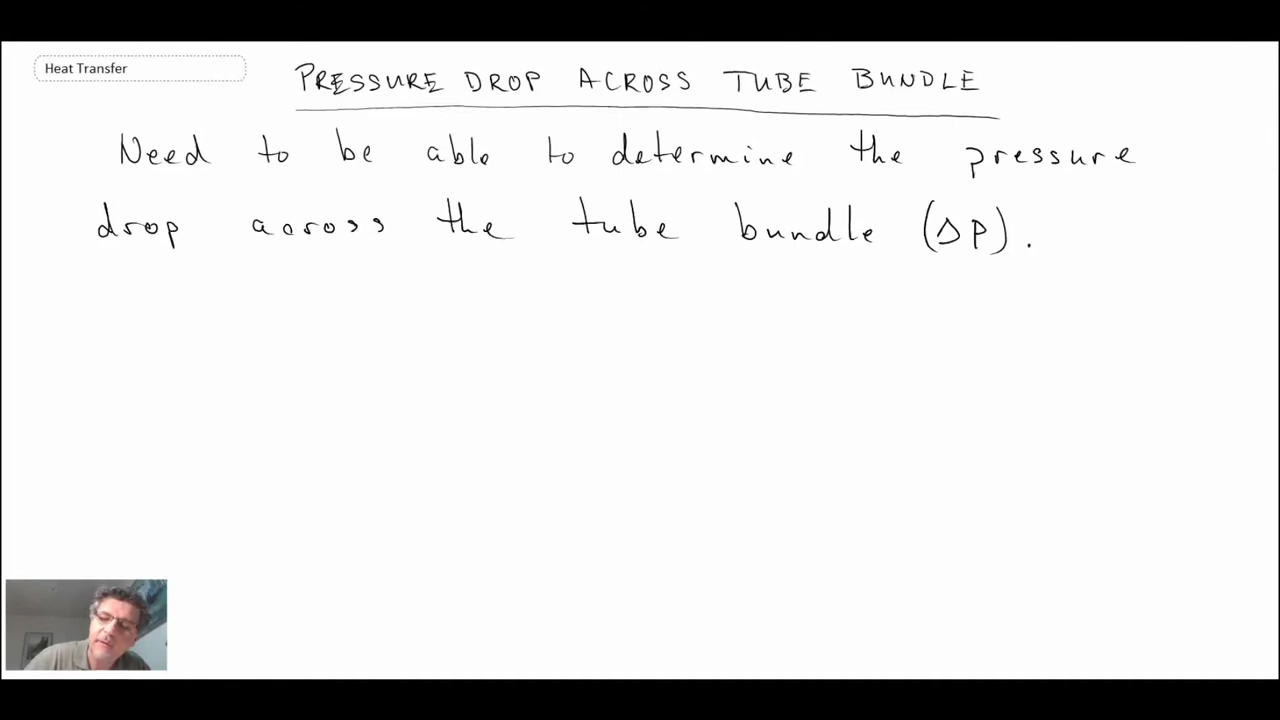 Heat Transfer
PRESSURE DROP ACROSS TUBE BUNDLE
Need to be able to determine the pressure
drop across the tube bundle (ΔP).